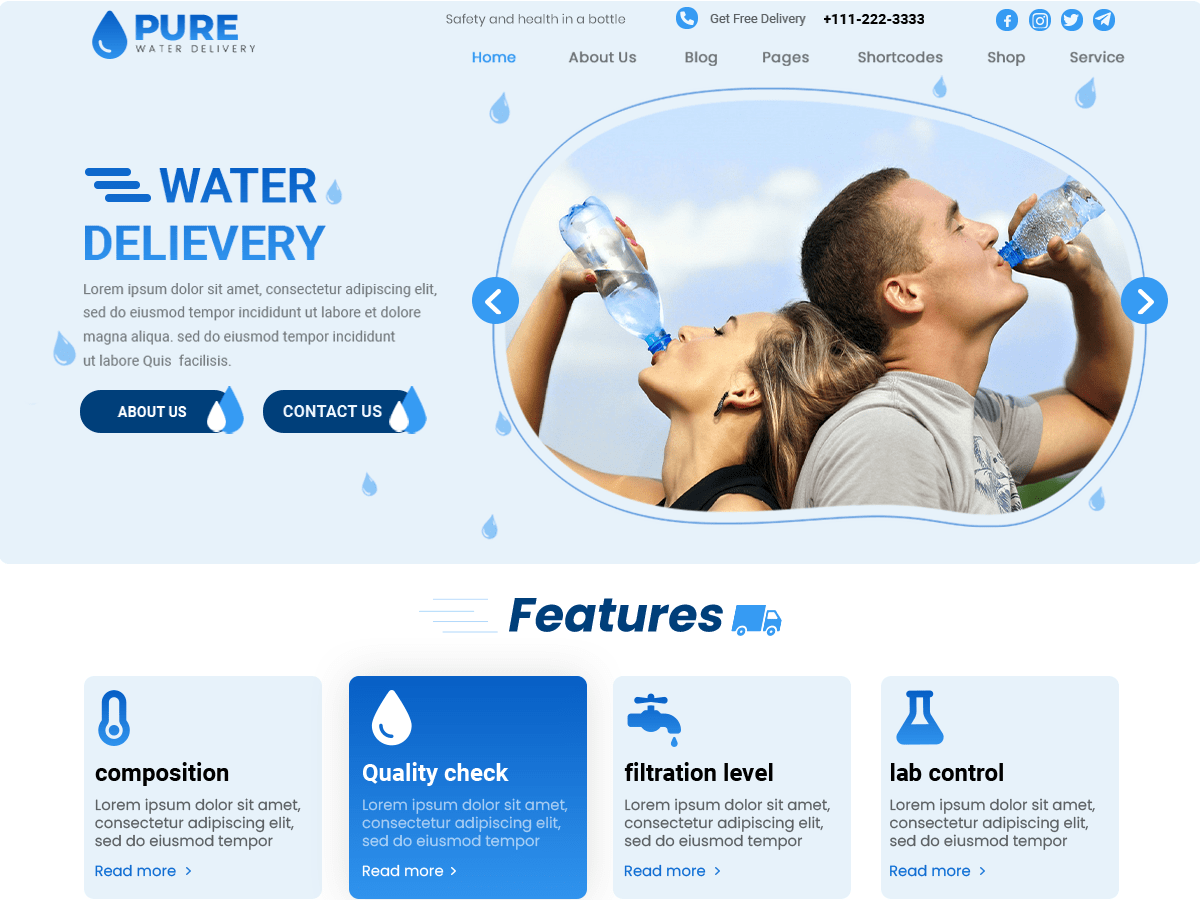 PURE
WATER DELIVERY
Safety and health in a bottle
Get Free Delivery +111-222-3333
Home About Us Blog Pages Shortcodes Shop Service
WATER
DELIEVERY
Lorem ipsum dolor sit amet, consectetur adipiscing elit,
sed do eiusmod tempor incididunt ut labore et dolore
magna aliqua. sed do eiusmod tempor incididunt
ut labore Quis facilisis.
ABOUT US
CONTACT US
Features
composition
Lorem ipsum dolor sit amet,
consectetur adipiscing elit,
sed do eiusmod tempor
Read more >
Quality check
Lorem ipsum dolor sit amet,
consectetur adipiscing elit,
sed do eiusmod tempor
Read more >
filtration level
Lorem ipsum dolor sit amet,
consectetur adipiscing elit,
sed do eiusmod tempor
Read more >
lab control
Lorem ipsum dolor sit amet,
consectetur adipiscing elit,
sed do eiusmod tempor
Read more >